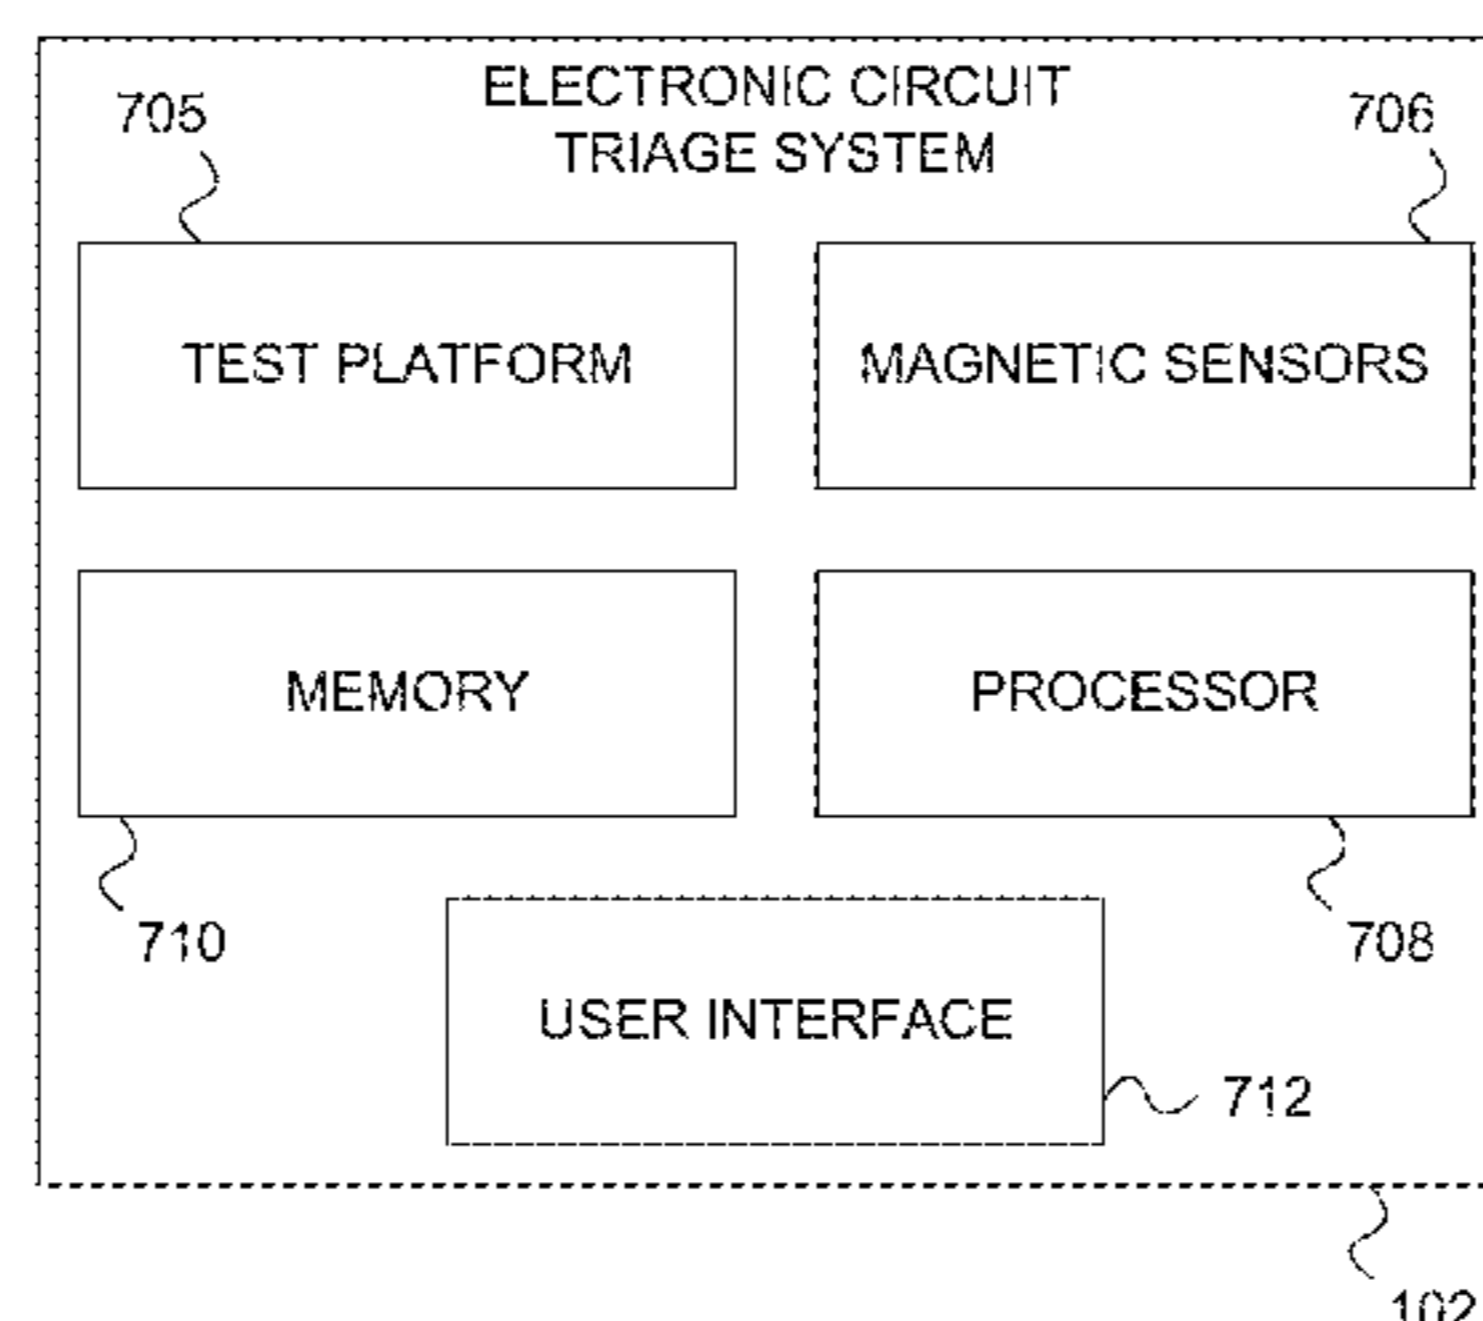 ELECTRONIC CIRCUIT
TRIAGE SYSTEM
705
706
TEST PLATFORM
MAGNETIC SENSORS
MEMORY
PROCESSOR
710
708
USER INTERFACE
712
102